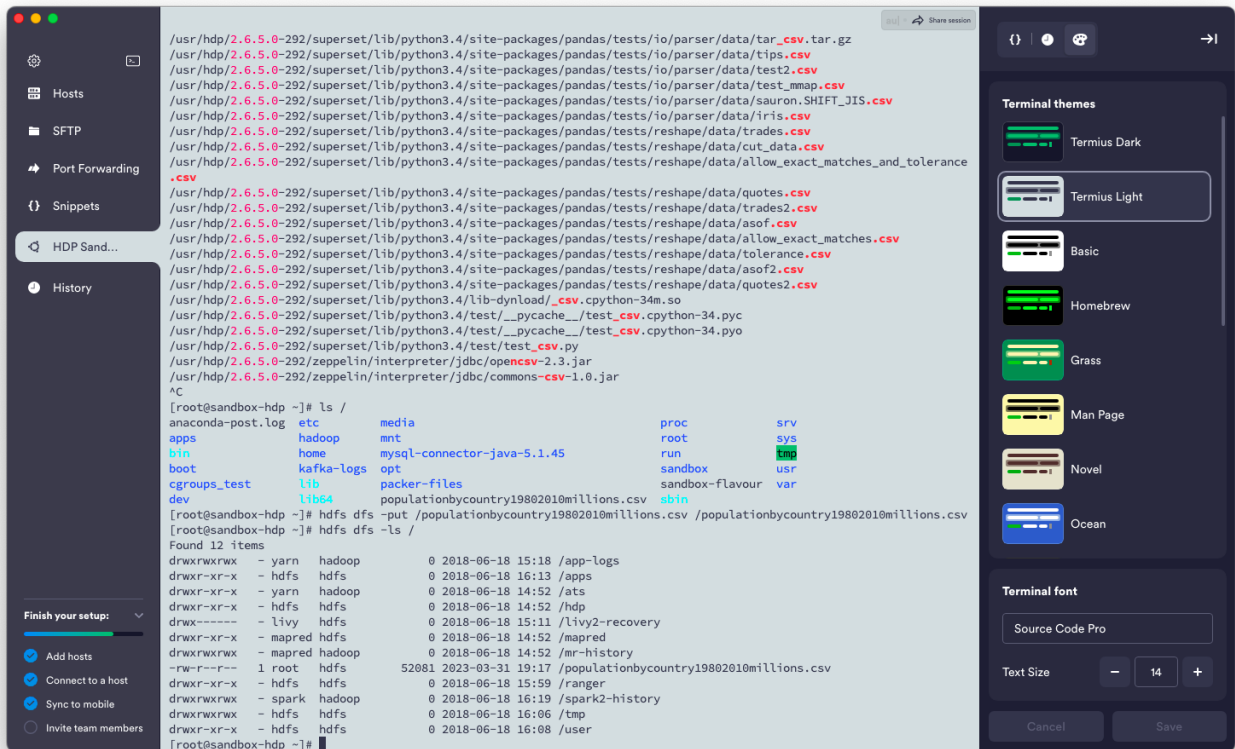 Share session
Hosts
SFTP
Port Forwarding
{} Snippets
HDP Sand...
History
Finish your setup:
Add hosts
Connect to a host
Sync to mobile
Invite team members
/usr/hdp/2.6.5.0-292/superset/lib/python3.4/site-packages/pandas/tests/io/parser/data/tar_csv.tar.gz
/usr/hdp/2.6.5.0-292/superset/lib/python3.4/site-packages/pandas/tests/io/parser/data/tips.csv
/usr/hdp/2.6.5.0-292/superset/lib/python3.4/site-packages/pandas/tests/io/parser/data/test2.csv
/usr/hdp/2.6.5.0-292/superset/lib/python3.4/site-packages/pandas/tests/io/parser/data/test_mmap.csv
/usr/hdp/2.6.5.0-292/superset/lib/python3.4/site-packages/pandas/tests/io/parser/data/sauron.SHIFT_JIS.csv
/usr/hdp/2.6.5.0-292/superset/lib/python3.4/site-packages/pandas/tests/io/parser/data/iris.csv
/usr/hdp/2.6.5.0-292/superset/lib/python3.4/site-packages/pandas/tests/reshape/data/trades.csv
/usr/hdp/2.6.5.0-292/superset/lib/python3.4/site-packages/pandas/tests/reshape/data/cut_data.csv
/usr/hdp/2.6.5.0-292/superset/lib/python3.4/site-packages/pandas/tests/reshape/data/allow_exact_matches_and_tolerance
.csv
/usr/hdp/2.6.5.0-292/superset/lib/python3.4/site-packages/pandas/tests/reshape/data/quotes.csv
/usr/hdp/2.6.5.0-292/superset/lib/python3.4/site-packages/pandas/tests/reshape/data/trades2.csv
/usr/hdp/2.6.5.0-292/superset/lib/python3.4/site-packages/pandas/tests/reshape/data/asof.csv
/usr/hdp/2.6.5.0-292/superset/lib/python3.4/site-packages/pandas/tests/reshape/data/allow_exact_matches.csv
/usr/hdp/2.6.5.0-292/superset/lib/python3.4/site-packages/pandas/tests/reshape/data/tolerance.csv
/usr/hdp/2.6.5.0-292/superset/lib/python3.4/site-packages/pandas/tests/reshape/data/asof2.csv
/usr/hdp/2.6.5.0-292/superset/lib/python3.4/site-packages/pandas/tests/reshape/data/quotes2.csv
/usr/hdp/2.6.5.0-292/superset/lib/python3.4/lib-dynload/_csv.cpython-34m.so
/usr/hdp/2.6.5.0-292/superset/lib/python3.4/test/__pycache__/test_csv.cpython-34.pyc
/usr/hdp/2.6.5.0-292/superset/lib/python3.4/test/__pycache__/test_csv.cpython-34.pyo
/usr/hdp/2.6.5.0-292/superset/lib/python3.4/test/test_csv.py
/usr/hdp/2.6.5.0-292/zeppelin/interpreter/jdbc/opencsv-2.3.jar
/usr/hdp/2.6.5.0-292/zeppelin/interpreter/jdbc/commons-csv-1.0.jar
^C
[root@sandbox-hdp ~]# ls /
anaconda-post.log etc media proc srv
apps hadoop mnt root sys
bin home mysql-connector-java-5.1.45 run tmp
boot kafka-logs opt sandbox usr
cgroups_test lib packer-files sandbox-flavour var
dev lib64 populationbycountry19802010millions.csv sbin
[root@sandbox-hdp ~]# hdfs dfs -put /populationbycountry19802010millions.csv /populationbycountry19802010millions.csv
[root@sandbox-hdp ~]# hdfs dfs -ls /
Found 12 items
drwxrwxrwx - yarn hadoop 0 2018-06-18 15:18 /app-logs
drwxr-xr-x - hdfs hdfs 0 2018-06-18 16:13 /apps
drwxr-xr-x - yarn hadoop 0 2018-06-18 14:52 /ats
drwxr-xr-x - hdfs hdfs 0 2018-06-18 14:52 /hdp
drwx------ - livy hdfs 0 2018-06-18 15:11 /livy2-recovery
drwxr-xr-x - mapred hdfs 0 2018-06-18 14:52 /mapred
drwxrwxrwx - mapred hadoop 0 2018-06-18 14:52 /mr-history
-rw-r--r-- 1 root hdfs 52081 2023-03-31 19:17 /populationbycountry19802010millions.csv
drwxr-xr-x - hdfs hdfs 0 2018-06-18 15:59 /ranger
drwxrwxrwx - spark hadoop 0 2018-06-18 16:19 /spark2-history
drwxrwxrwx - hdfs hdfs 0 2018-06-18 16:06 /tmp
drwxr-xr-x - hdfs hdfs 0 2018-06-18 16:08 /user
[root@sandbox-hdp ~]#
{}
Terminal themes
Termius Dark
Termius Light
Basic
Homebrew
Grass
Man Page
Novel
Ocean
Terminal font
Source Code Pro
Text Size - 14 +
Cancel Save